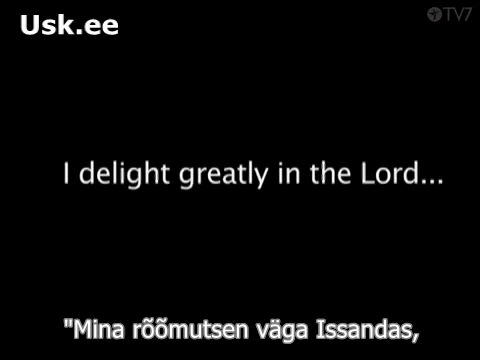 Usk.ee
TV7
I delight greatly in the Lord...
"Mina rõõmutsen väga Issandas,